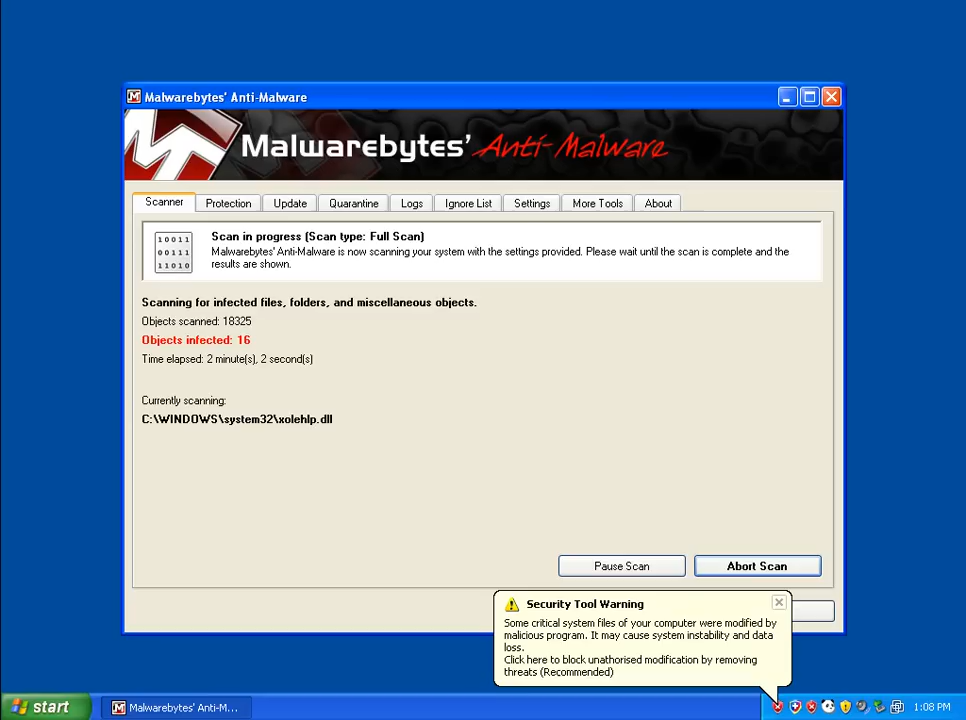 Malwarebytes' Anti-Malware
Malwarebytes' Anti-Malware
Scanner
Protection
Update
Quarantine
Logs
Ignore List
Settings
More Tools
About
10011
00111
11010
Scan in progress (Scan type: Full Scan)
Malwarebytes' Anti-Malware is now scanning your system with the settings provided. Please wait until the scan is complete and the
results are shown.
Scanning for infected files, folders, and miscellaneous objects.
Objects scanned: 18325
Objects infected: 16
Time elapsed: 2 minute(s), 2 second(s)
Currently scanning:
C:\WINDOWS\system32\xolehlp.dll
Pause Scan
Abort Scan
Security Tool Warning
Some critical system files of your computer were modified by
malicious program. It may cause system instability and data
loss.
Click here to block unathorised modification by removing
threats (Recommended)
start
Malwarebytes' Anti-M...
1:08 PM